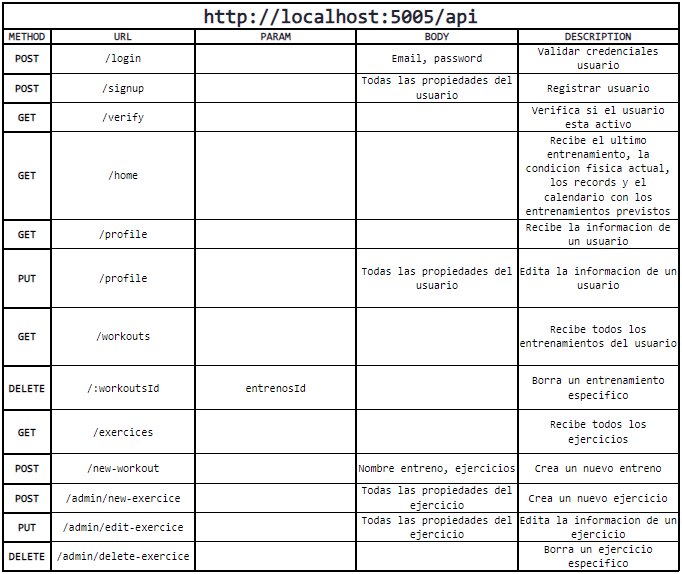 http://localhost:5005/api
METHOD URL PARAM BODY DESCRIPTION
POST /login Email, password Validar credenciales
usuario
POST /signup Todas las propiedades del
usuario Registrar usuario
GET /verify Verifica si el usuario
esta activo
GET /home Recibe el ultimo
entrenamiento, la
condicion fisica actual,
los records y el
calendario con los
entrenamientos previstos
GET /profile Recibe la informacion de
un usuario
PUT /profile Todas las propiedades del
usuario Edita la informacion de un
usuario
GET /workouts Recibe todos los
entrenamientos del usuario
DELETE /:workoutsId entrenosId Borra un entrenamiento
especifico
GET /exercices Recibe todos los
ejercicios
POST /new-workout Nombre entreno, ejercicios Crea un nuevo entreno
POST /admin/new-exercice Todas las propiedades del
ejercicio Crea un nuevo ejercicio
PUT /admin/edit-exercice Todas las propiedades del
ejercicio Edita la informacion de un
ejercicio
DELETE /admin/delete-exercice Borra un ejercicio
especifico